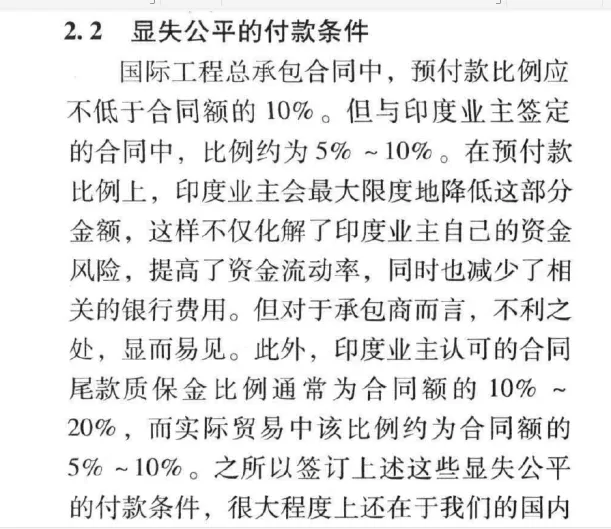 2.2 显失公平的付款条件
国际工程总承包合同中，预付款比例应
不低于合同额的 10%。但与印度业主签定
的合同中，比例约为 5% ~ 10%。在预付款
比例上，印度业主会最大限度地降低这部分
金额，这样不仅化解了印度业主自己的资金
风险，提高了资金流动率，同时也减少了相
关的银行费用。但对于承包商而言，不利之
处，显而易见。此外，印度业主认可的合同
尾款质保金比例通常为合同额的 10% ~
20%，而实际贸易中该比例约为合同额的
5% ~ 10%。之所以签订上述这些显失公平
的付款条件，很大程度上还在于我们的国内